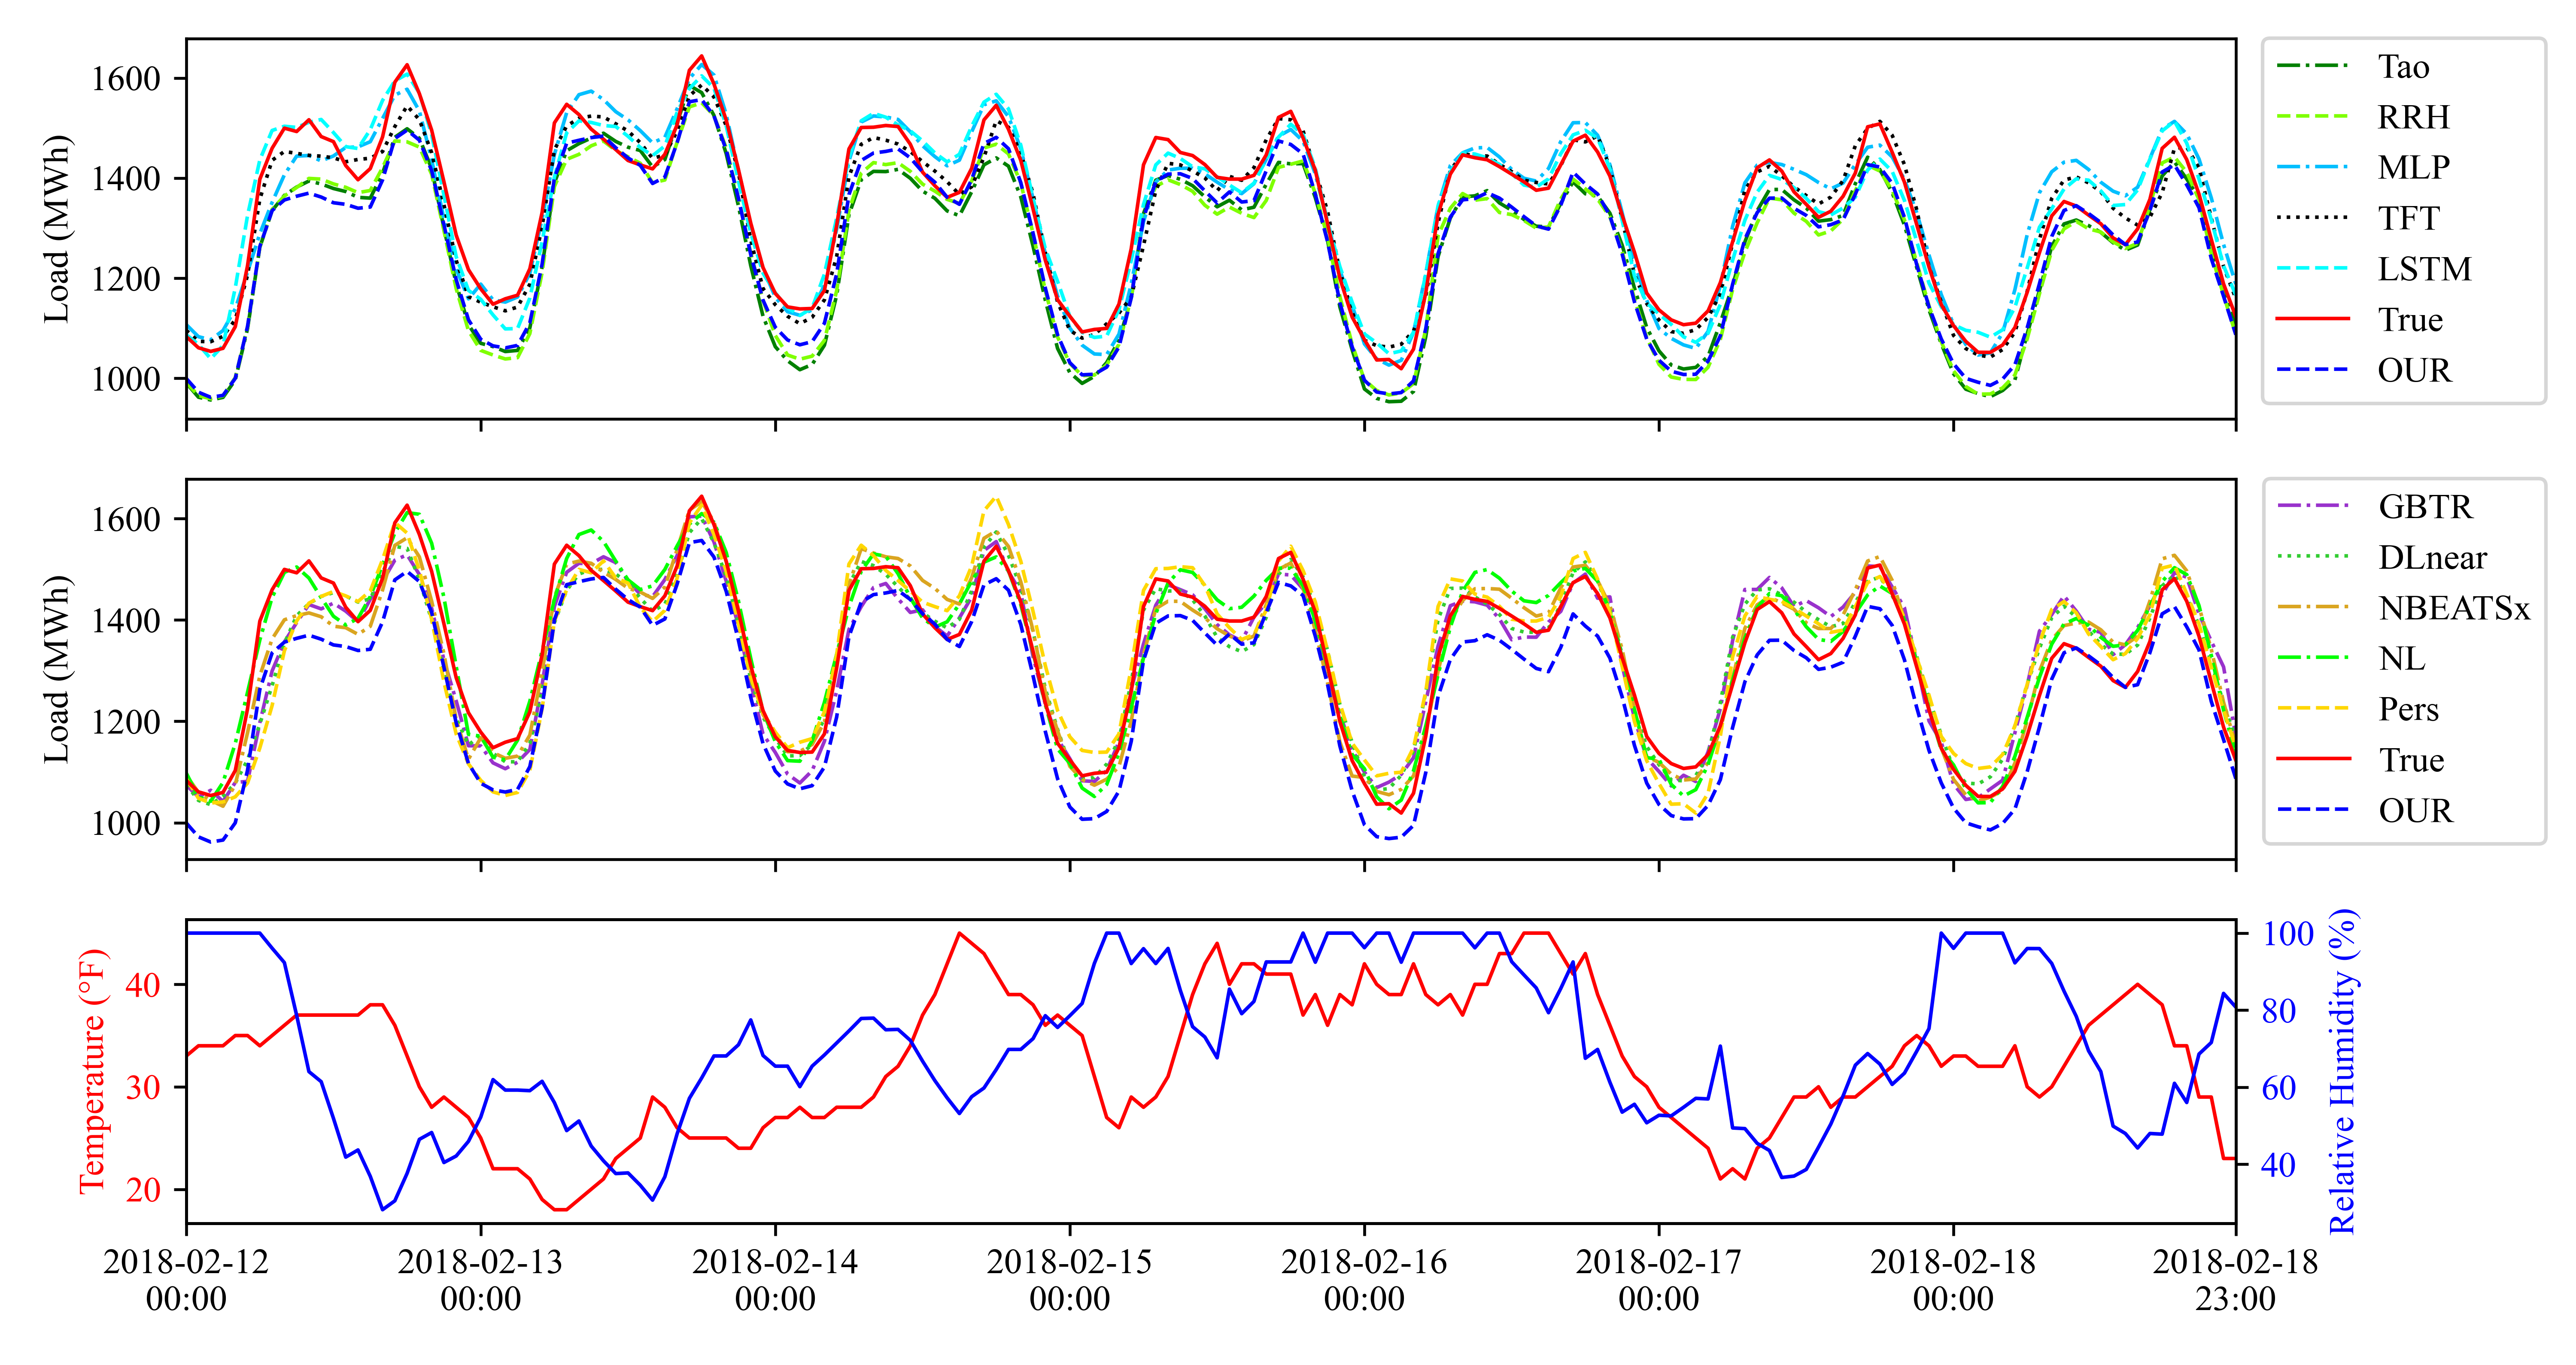 Load (MWh)
1600
1400
1200
1000
Tao
RRH
MLP
TFT
LSTM
True
OUR
Load (MWh)
1600
1400
1200
1000
GBTR
DLnear
NBEATSx
NL
Pers
True
OUR
Temperature (°F)
40
30
20
100
80
60
40
Relative Humidity (%)
2018-02-12 2018-02-13 2018-02-14 2018-02-15 2018-02-16 2018-02-17 2018-02-18 2018-02-18
00:00 00:00 00:00 00:00 00:00 00:00 00:00 23:00